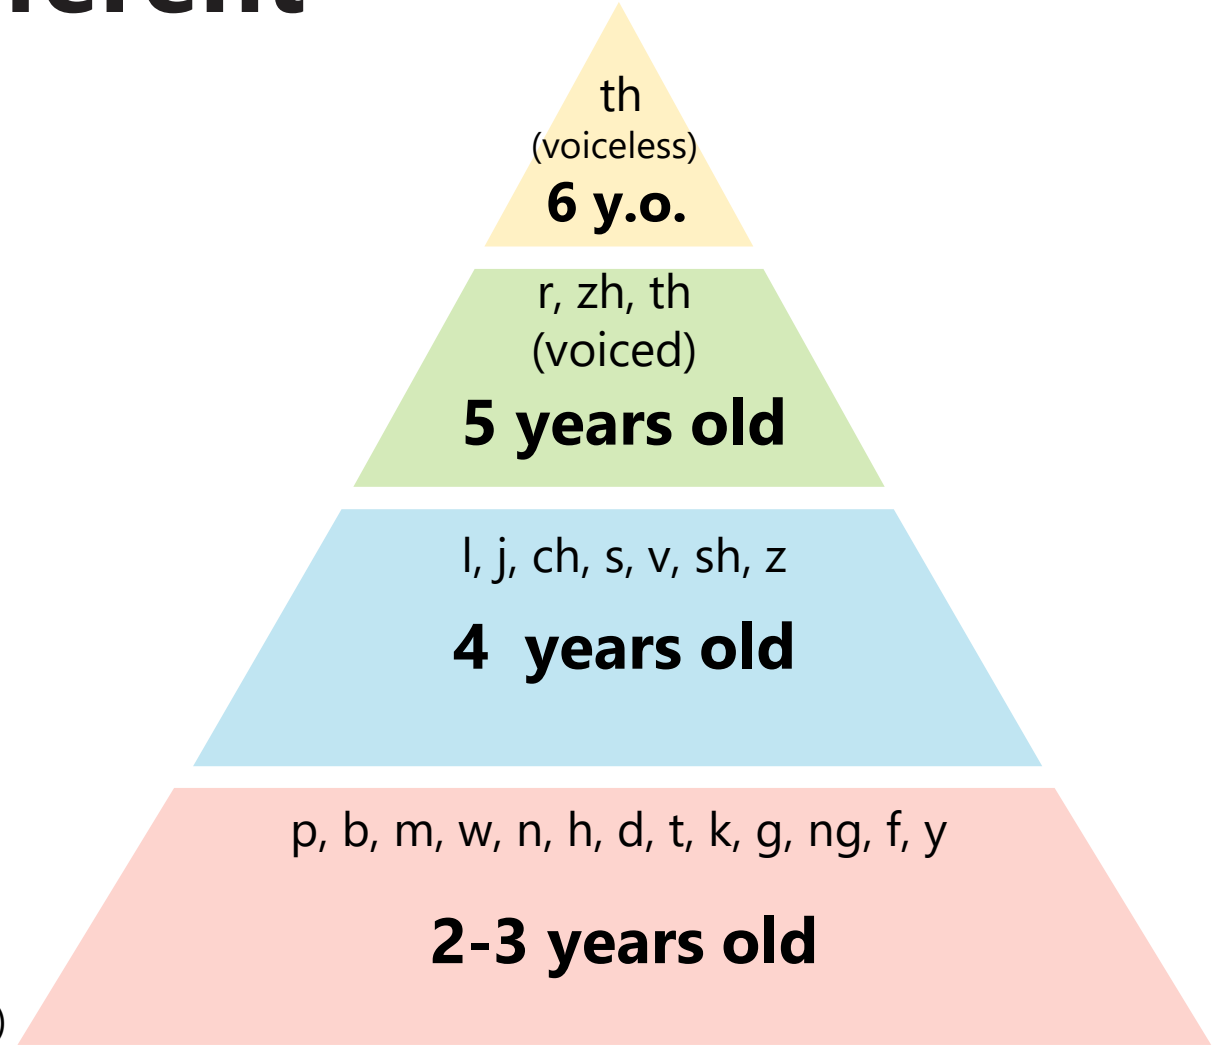 th
(voiceless)
6 y.o.
r, zh, th
(voiced)
5 years old
l, j, ch, s, v, sh, z
4  years old
p, b, m, w, n, h, d, t, k, g, ng, f, y
2-3 years old
)